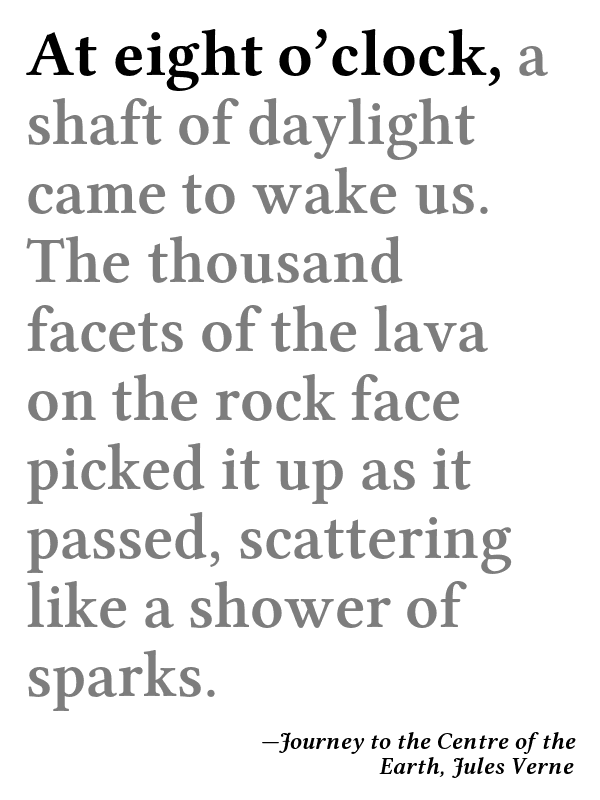 At eight o’clock, a
shaft of daylight
came to wake us.
The thousand
facets of the lava
on the rock face
picked it up as it
passed, scattering
like a shower of
sparks.
—Journey to the Centre of the
Earth, Jules Verne